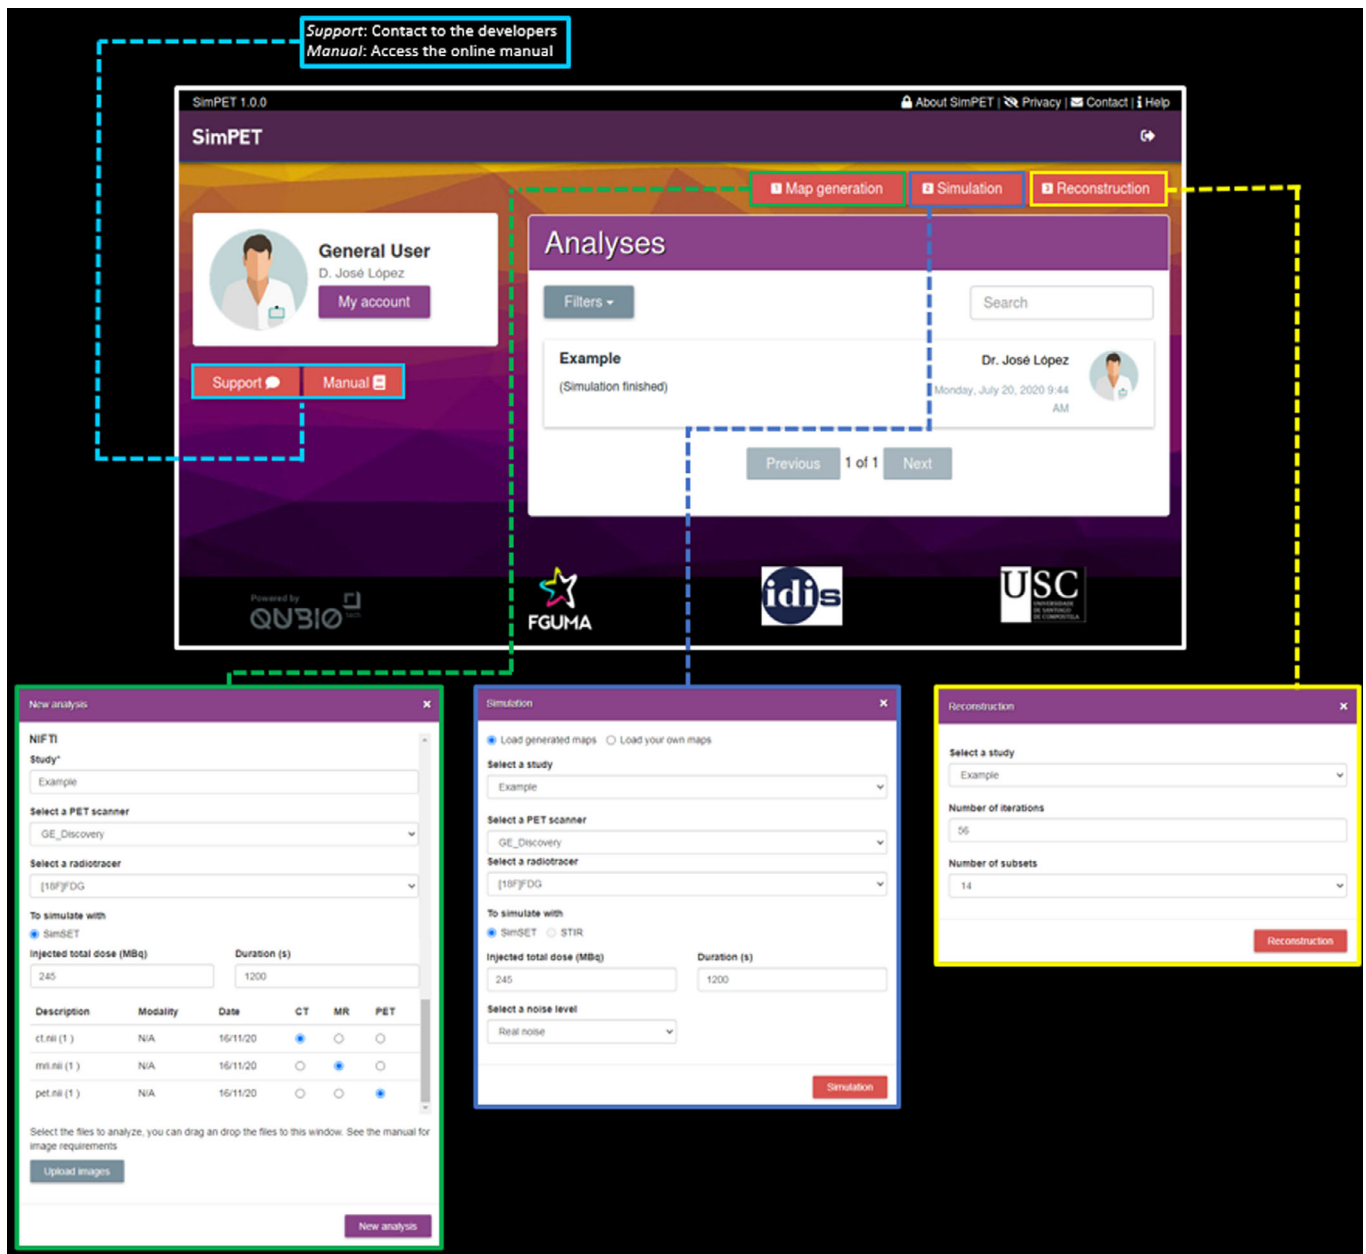 Support: Contact to the developers
Manual: Access the online manual
SimPET 1.0.0
About SimPET | Privacy | Contact | Help
SimPET
1 Map generation
2 Simulation
3 Reconstruction
General User
D. José López
My account
Support
Manual
Analyses
Filters
Search
Example
(Simulation finished)
Dr. José López
Monday, July 20, 2020 9:44
AM
Previous 1 of 1 Next
Powered by
QUBIO
tech
FGUMA
idis
USC
UNIVERSIDADE
DE SANTIAGO
DE COMPOSTELA
New analysis
NIFTI
Study*
Example
Select a PET scanner
GE_Discovery
Select a radiotracer
[18F]FDG
To simulate with
SimSET
Injected total dose (MBq) Duration (s)
245 1200
Description Modality Date CT MR PET
ct.nii (1 ) N/A 16/11/20
mri.nii (1 ) N/A 16/11/20
pet.nii (1 ) N/A 16/11/20
Select the files to analyze, you can drag an drop the files to this window. See the manual for
image requirements
Upload images
New analysis
Simulation
Load generated maps Load your own maps
Select a study
Example
Select a PET scanner
GE_Discovery
Select a radiotracer
[18F]FDG
To simulate with
SimSET STIR
Injected total dose (MBq) Duration (s)
245 1200
Select a noise level
Real noise
Simulation
Reconstruction
Select a study
Example
Number of iterations
56
Number of subsets
14
Reconstruction